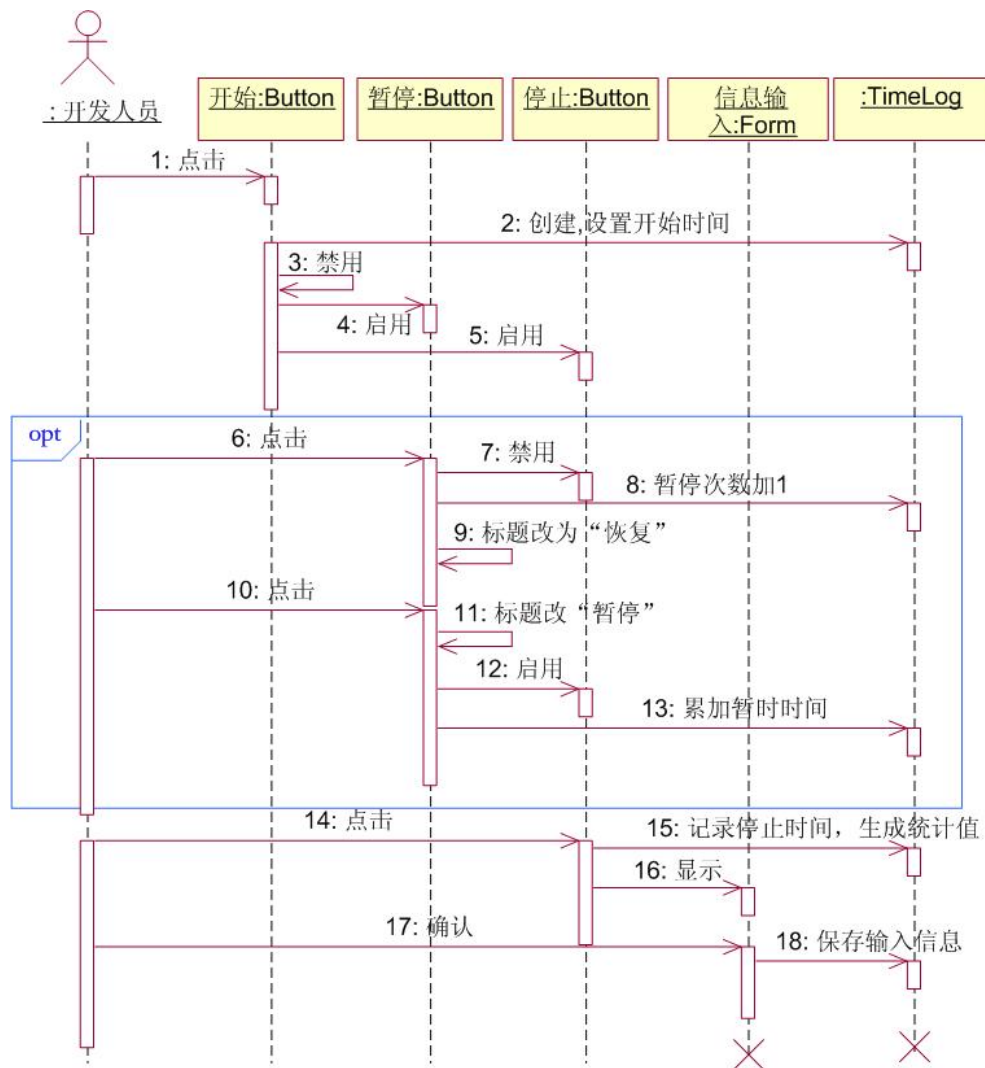 : 开发人员
开始:Button
暂停:Button
停止:Button
信息输
入:Form
:TimeLog
1: 点击
2: 创建,设置开始时间
3: 禁用
4: 启用
5: 启用
opt
6: 点击
7: 禁用
8: 暂停次数加1
9: 标题改为“恢复”
10: 点击
11: 标题改“暂停”
12: 启用
13: 累加暂时时间
14: 点击
15: 记录停止时间，生成统计值
16: 显示
17: 确认
18: 保存输入信息